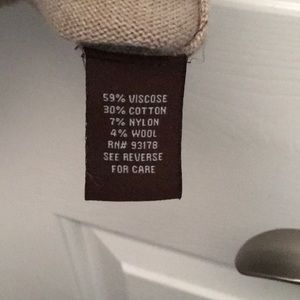 59% VISCOSE
30% COTTON
7% NYLON
4% WOOL
RN# 93178
SEE REVERSE
FOR CARE